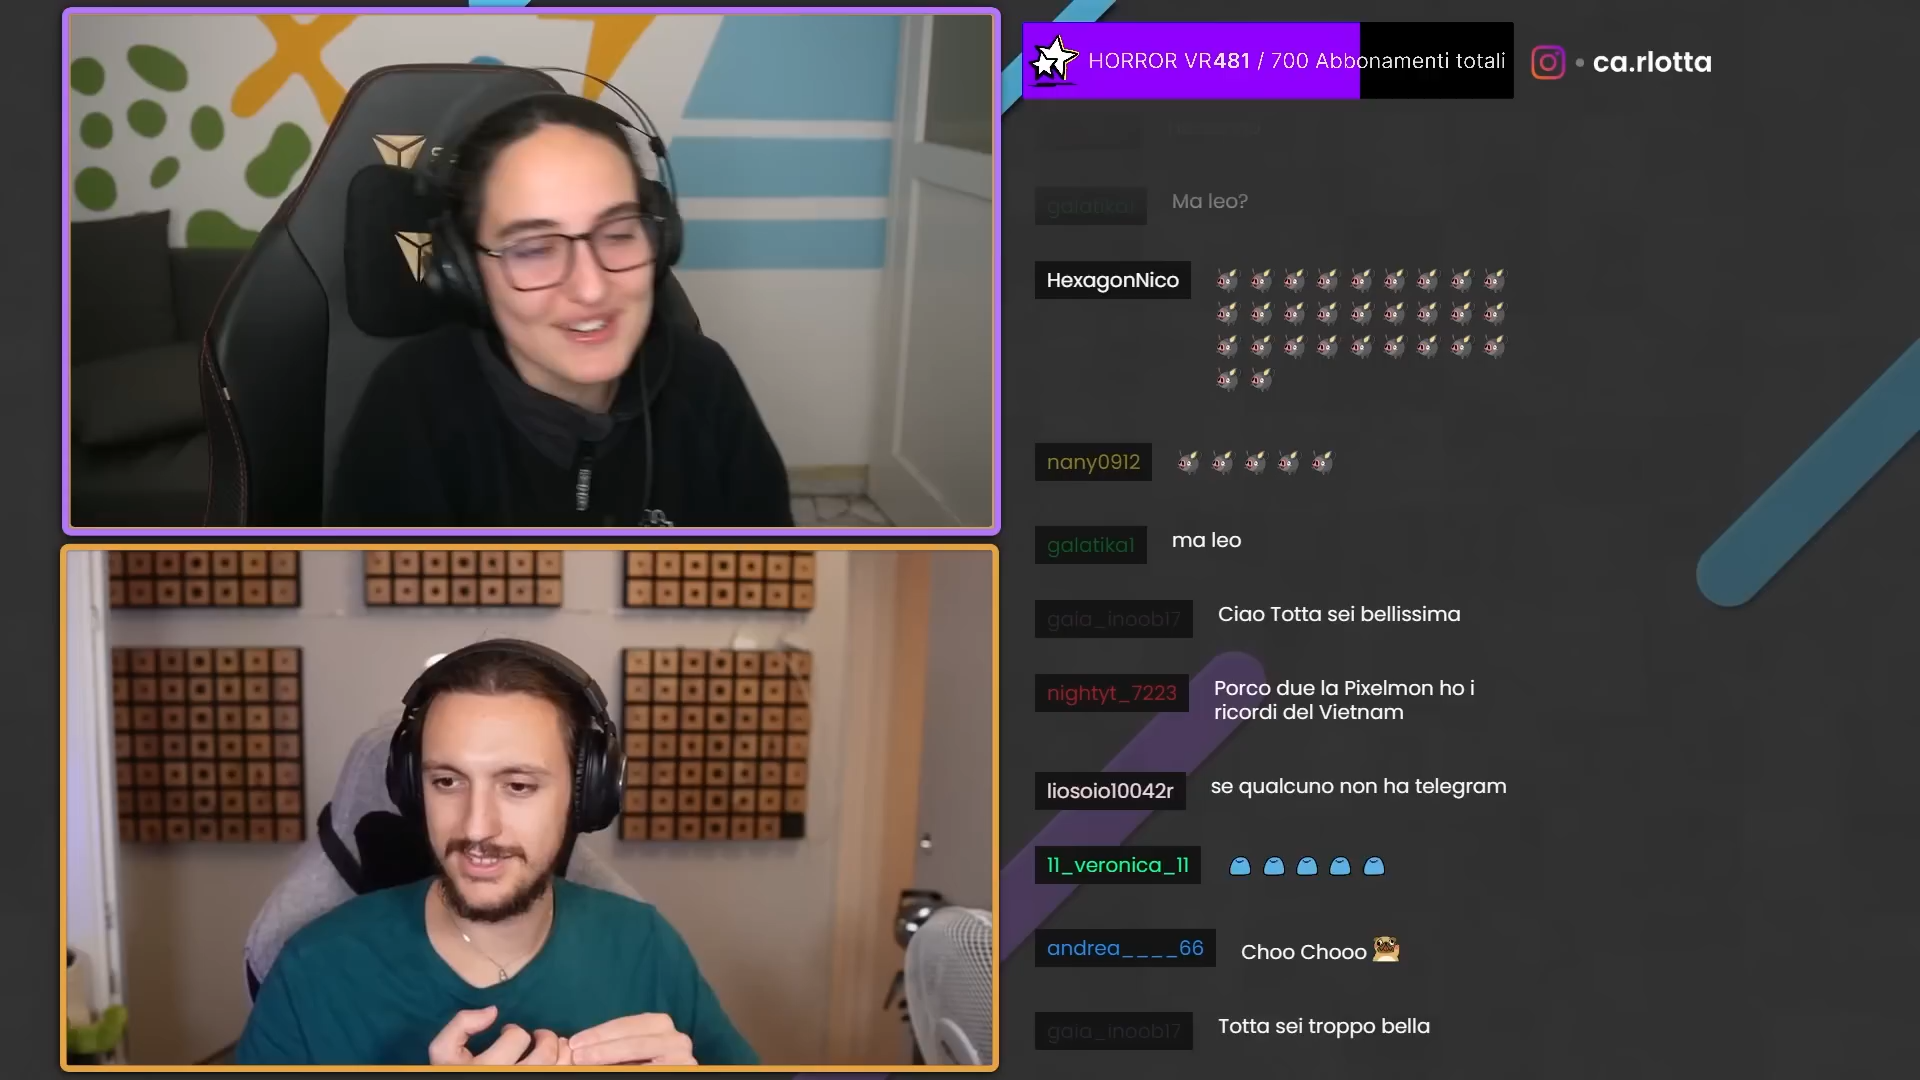 HORROR VR481 / 700 Abbonamenti totali
ca.rlotta
galatika1 Ma leo?
HexagonNico
nany0912
galatika1 ma leo
gaia_inoob17 Ciao Totta sei bellissima
nightyt_7223 Porco due la Pixelmon ho i
ricordi del Vietnam
liosoio10042r se qualcuno non ha telegram
11_veronica_11
andrea____66 Choo Chooo
gaia_inoob17 Totta sei troppo bella